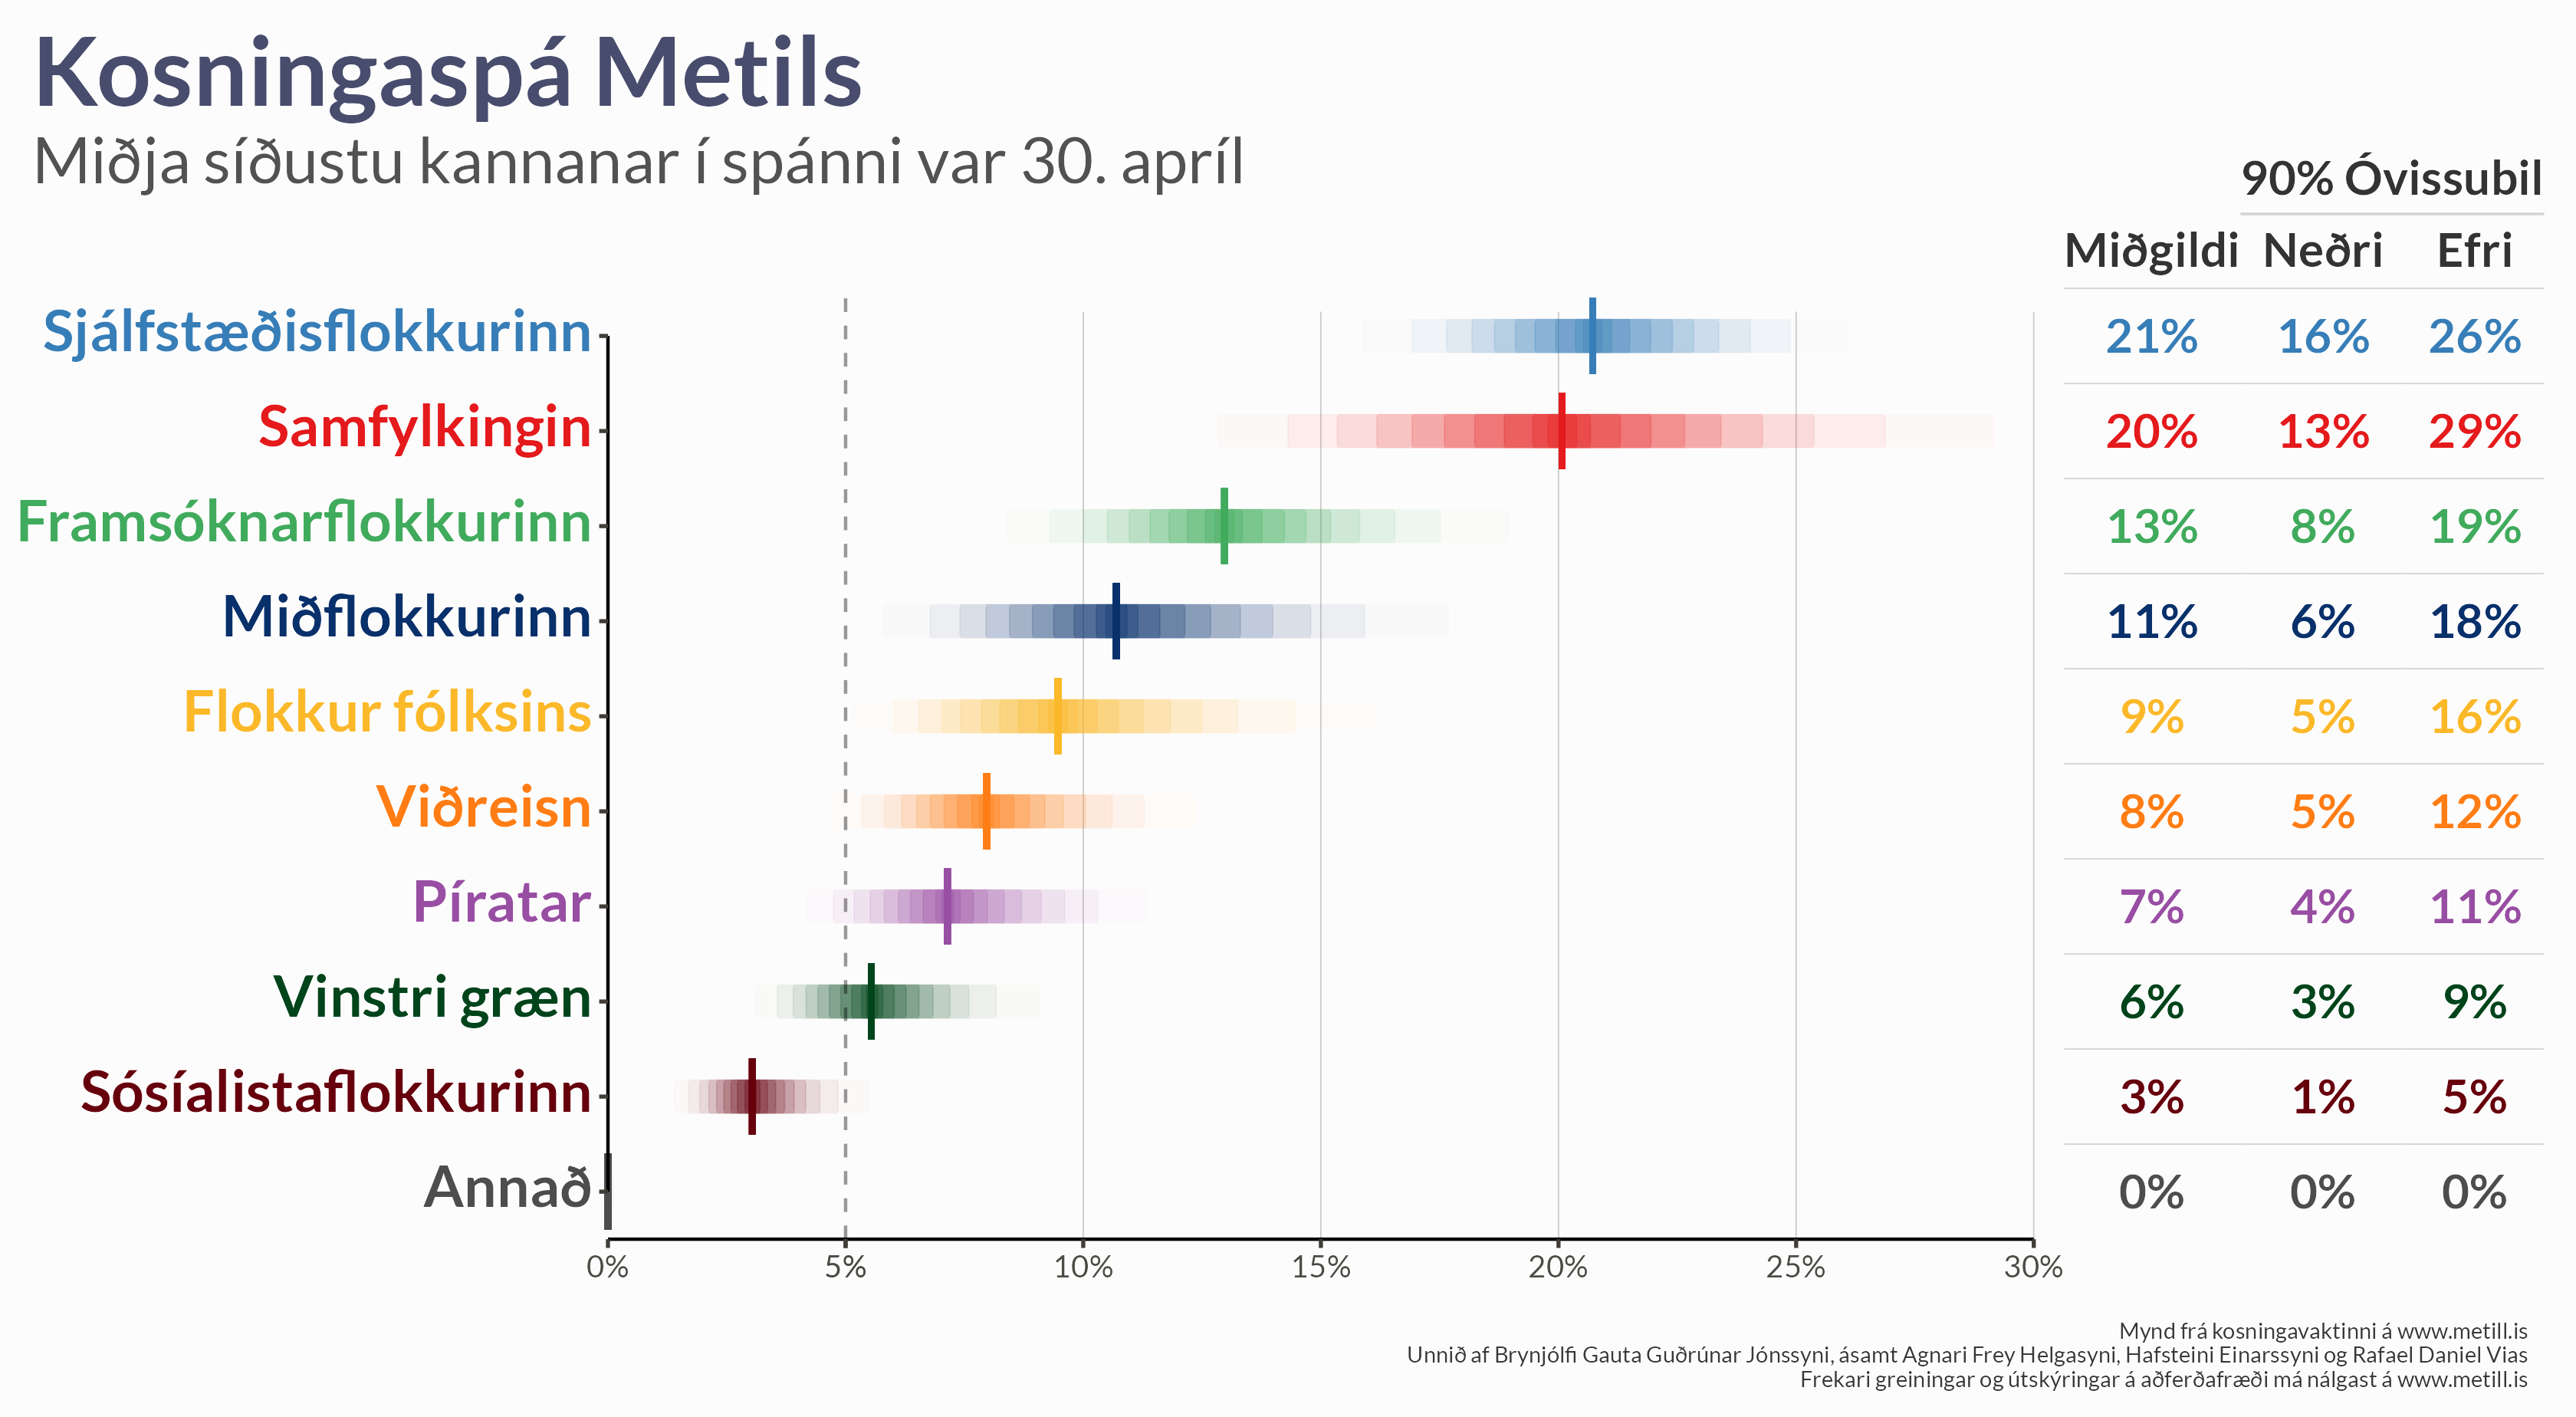 Kosningaspá Metils
Miðja síðustu kannanar í spánni var 30. apríl
90% Óvissubil
Miðgildi Neðri Efri
Sjálfstæðisflokkurinn 21% 16% 26%
Samfylkingin 20% 13% 29%
Framsóknarflokkurinn 13% 8% 19%
Miðflokkurinn 11% 6% 18%
Flokkur fólksins 9% 5% 16%
Viðreisn 8% 5% 12%
Píratar 7% 4% 11%
Vinstri græn 6% 3% 9%
Sósíalistaflokkurinn 3% 1% 5%
Annað 0% 0% 0%
0% 5% 10% 15% 20% 25% 30%
Mynd frá kosningavaktinni á www.metill.is
Unnið af Brynjólfi Gauta Guðrúnar Jónssyni, ásamt Agnari Frey Helgasyni, Hafsteini Einarssyni og Rafael Daniel Vias
Frekari greiningar og útskýringar á aðferðafræði má nálgast á www.metill.is